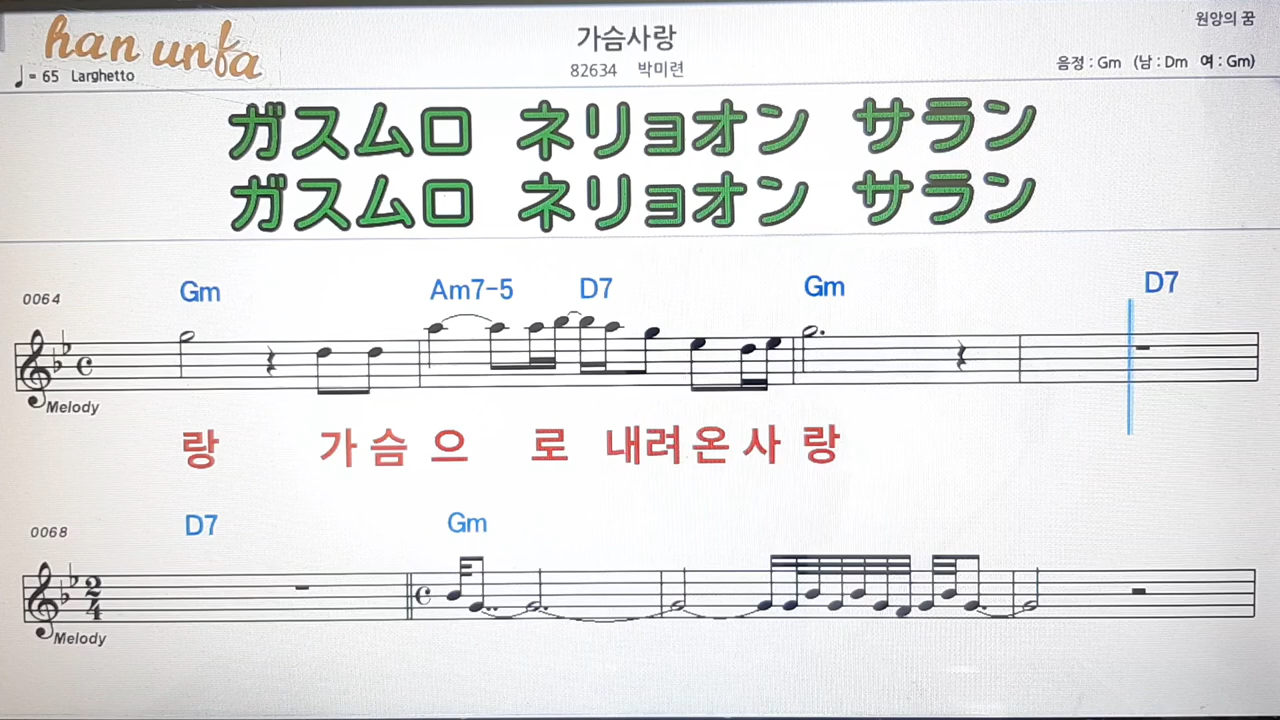 han unfa
원앙의 꿈
가슴사랑
♩= 65 Larghetto
82634 박미련
음정 : Gm (남 : Dm 여 : Gm)
ガスムロ ネリョオン サラン
ガスムロ ネリョオン サラン
0064 Gm Am7-5 D7 Gm D7
Melody
랑 가 슴 으 로 내려온 사 랑
0068 D7 Gm
2
4
Melody